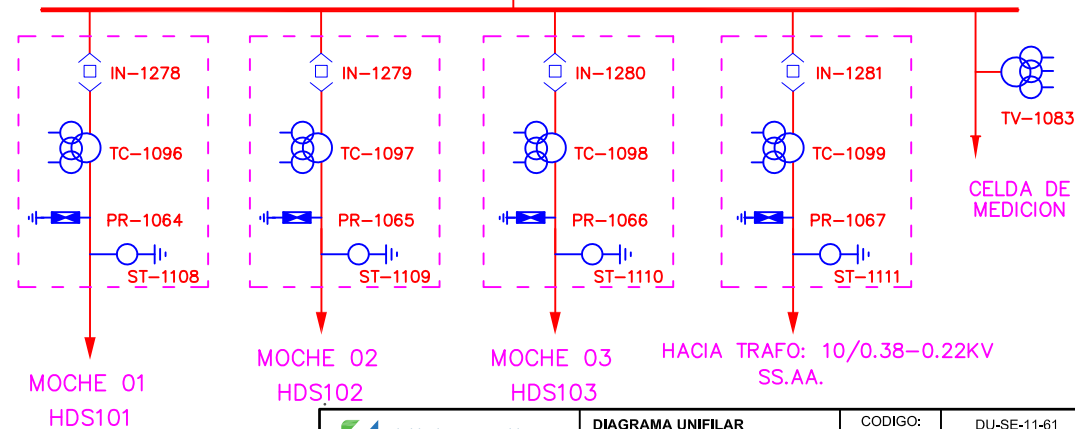 IN-1278
IN-1279
IN-1280
IN-1281
TV-1083
TC-1096
TC-1097
TC-1098
TC-1099
CELDA DE
MEDICION
PR-1064
PR-1065
PR-1066
PR-1067
ST-1108
ST-1109
ST-1110
ST-1111
MOCHE 01
HDS101
MOCHE 02
HDS102
MOCHE 03
HDS103
HACIA TRAFO: 10/0.38-0.22KV
SS.AA.
DIAGRAMA UNIFILAR
CODIGO:
DU-SE-11-61